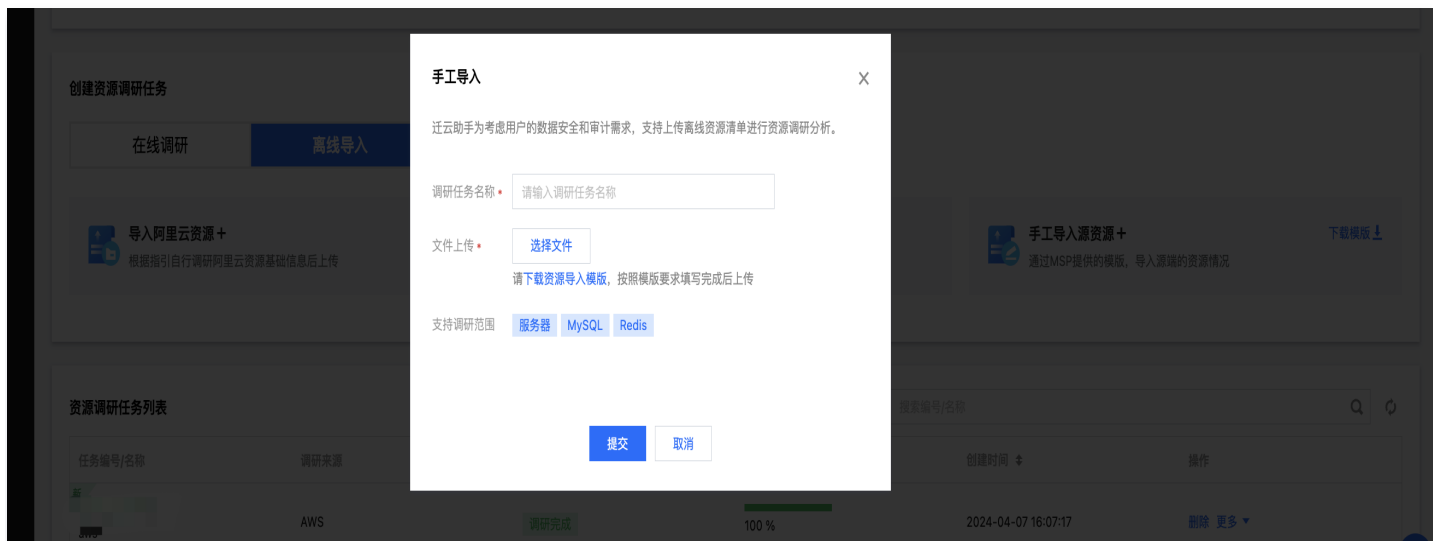 创建资源调研任务
在线调研 离线导入
导入阿里云资源+
根据指引自行调研阿里云资源基础信息后上传
手工导入源资源+
下载模版
通过MSP提供的模版，导入源端的资源情况
手工导入
迁云助手为考虑用户的数据安全和审计需求，支持上传离线资源清单进行资源调研分析。
调研任务名称 * 请输入调研任务名称
文件上传 * 选择文件
请下载资源导入模版，按照模版要求填写完成后上传
支持调研范围 服务器 MySQL Redis
提交 取消
资源调研任务列表
搜索编号/名称
任务编号/名称 调研来源 创建时间 操作
AWS 调研完成 100 % 2024-04-07 16:07:17 删除 更多